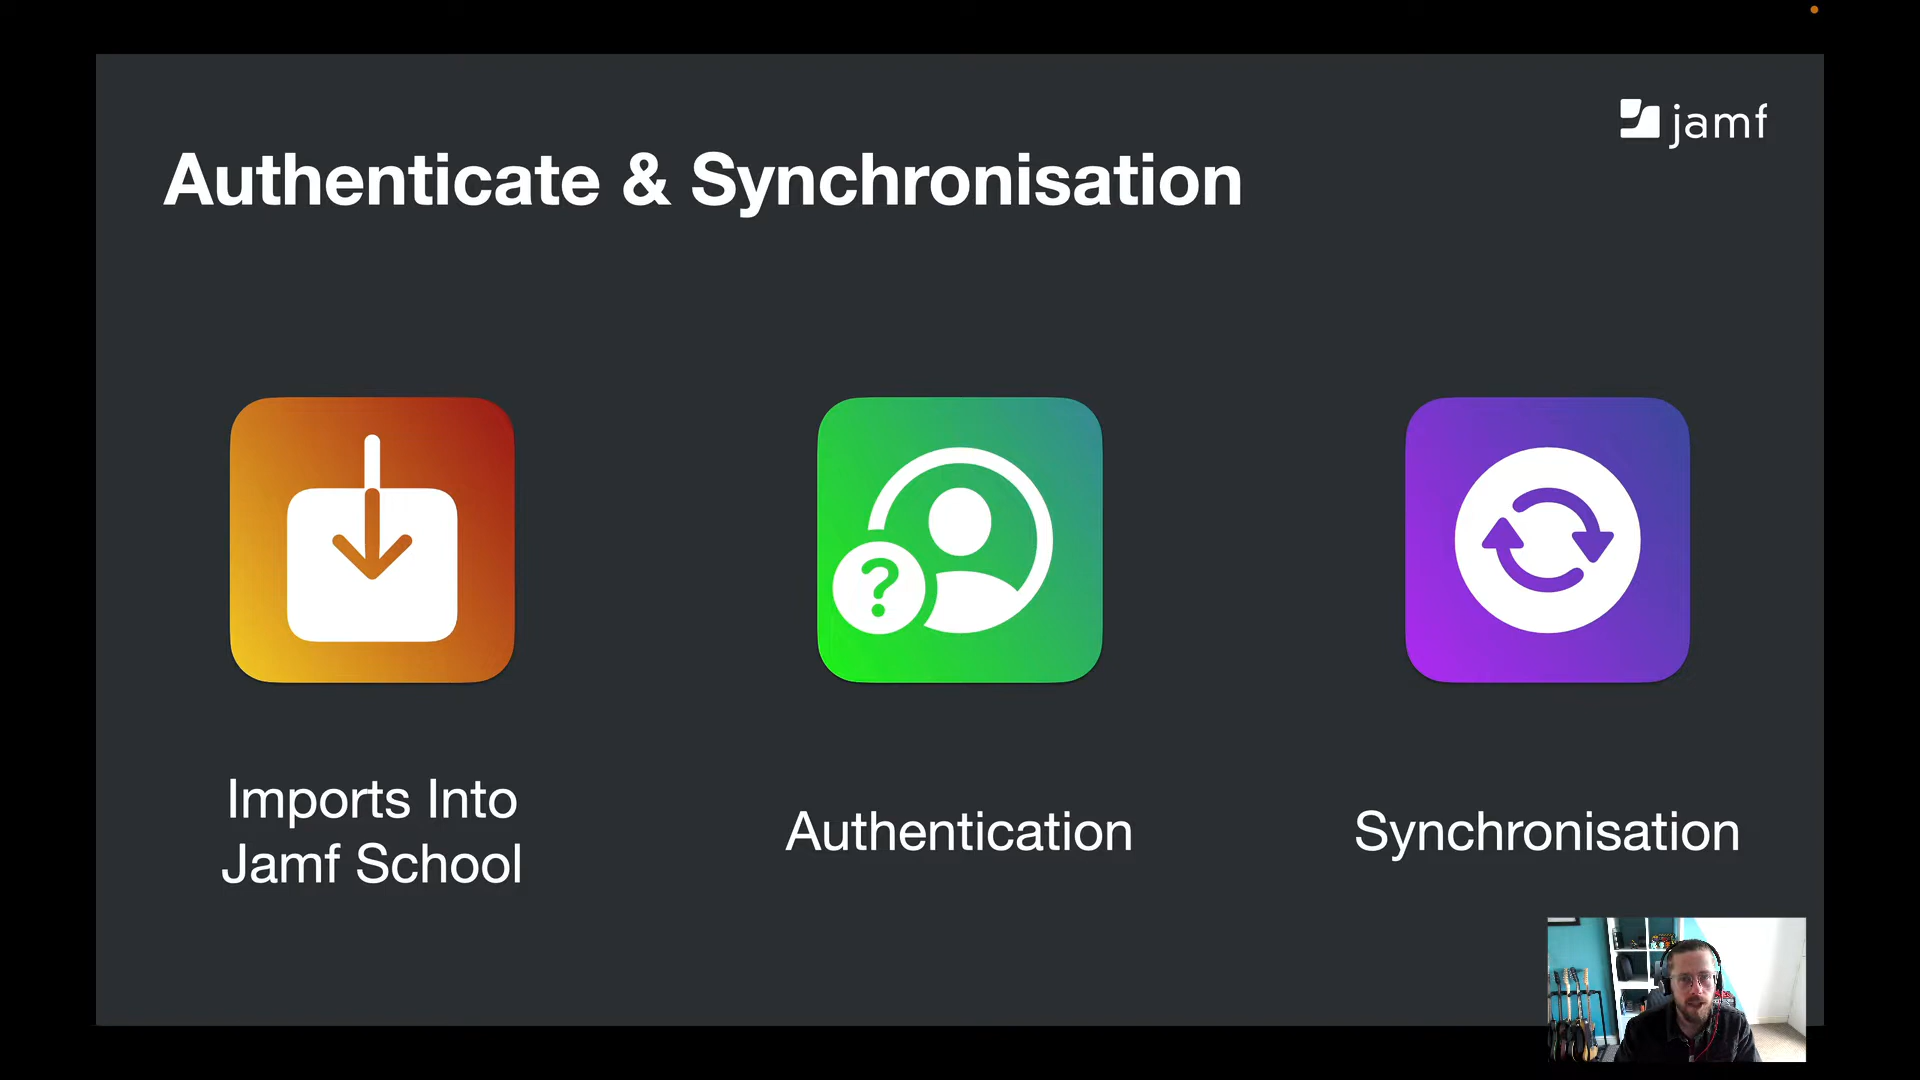 jamf
Authenticate & Synchronisation
?
Imports Into
Jamf School
Authentication
Synchronisation